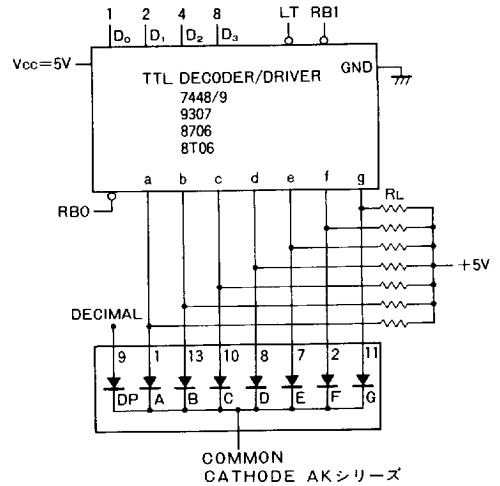 1 2 4 8 LT RBI
D₀ D₁ D₂ D₃
Vcc=5V
TTL DECODER/DRIVER
GND
7448/9
9307
8706
8T06
a b c d e f g
RBO
RL
+5V
DECIMAL
9 1 13 10 8 7 2 11
DP A B C D E F G
COMMON
CATHODE AKシリーズ